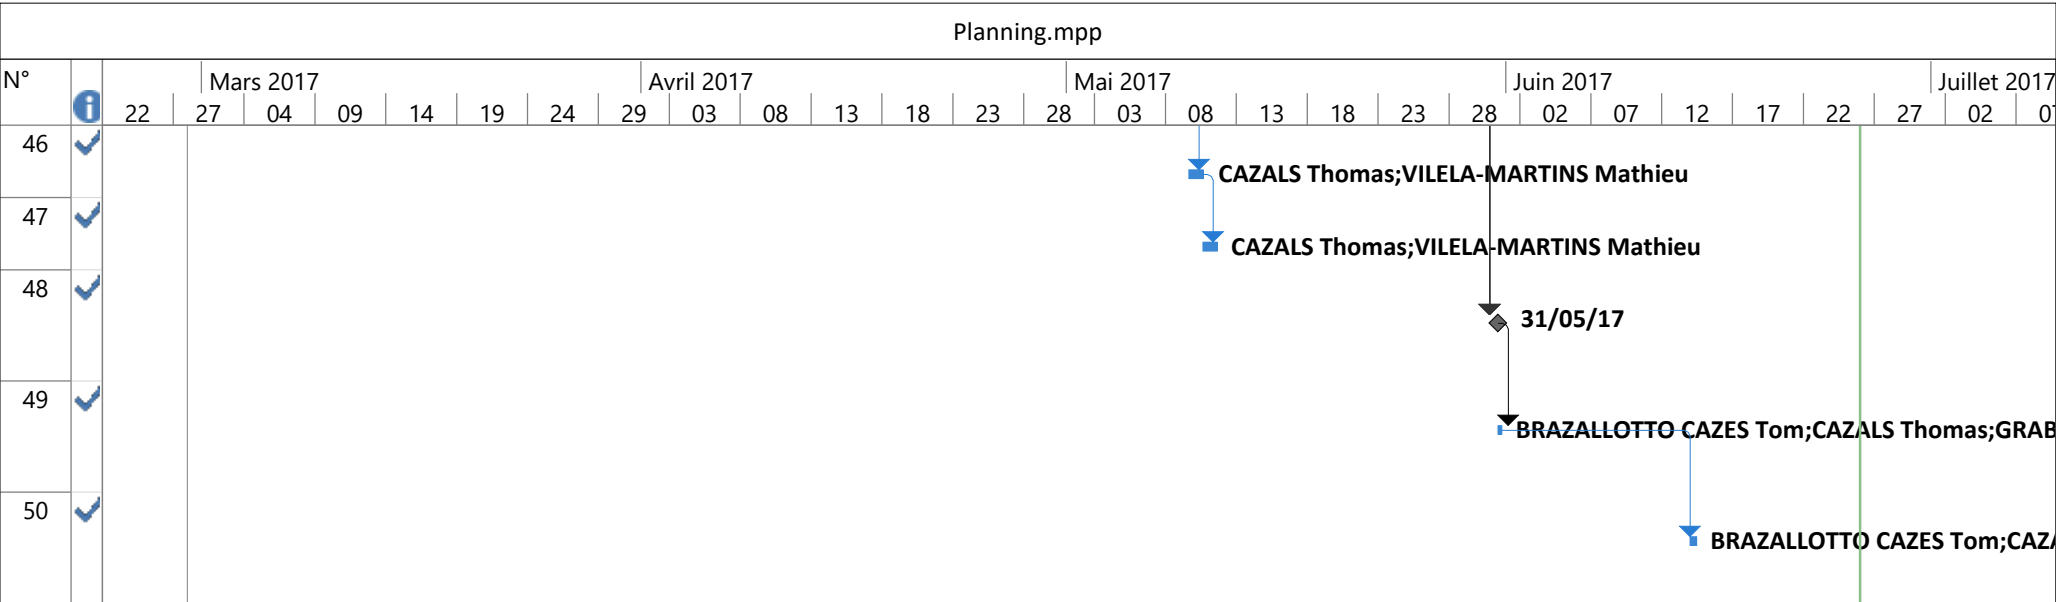 Planning.mpp
N° Mars 2017 Avril 2017 Mai 2017 Juin 2017 Juillet 2017
22 27 04 09 14 19 24 29 03 08 13 18 23 28 03 08 13 18 23 28 02 07 12 17 22 27 02
46
CAZALS Thomas;VILELA-MARTINS Mathieu
47
CAZALS Thomas;VILELA-MARTINS Mathieu
48
31/05/17
49
BRAZALLOTTO CAZES Tom;CAZALS Thomas;GRAB
50
BRAZALLOTTO CAZES Tom;CAZA